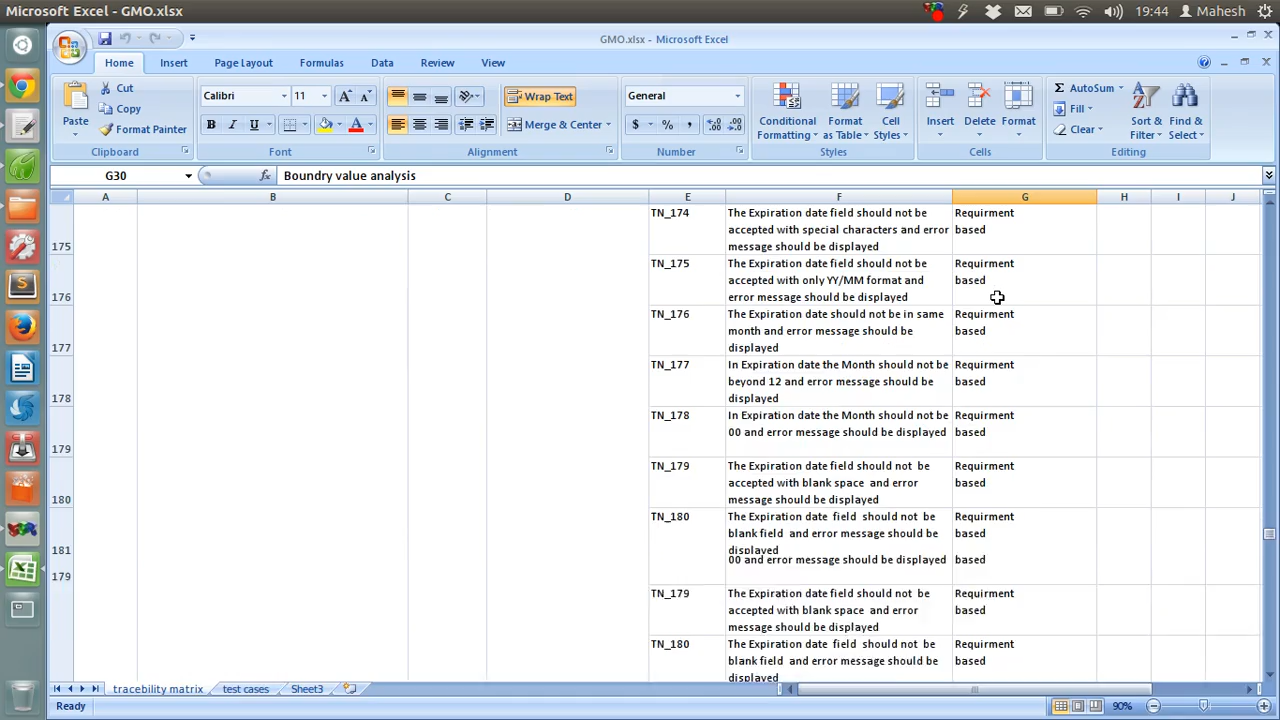 Microsoft Excel - GMO.xlsx
19:44 Mahesh
GMO.xlsx - Microsoft Excel
Home Insert Page Layout Formulas Data Review View
Paste
Cut
Copy
Format Painter
Clipboard
Calibri 11
B I U
Font
Wrap Text
Merge & Center
Alignment
General
$ % ,
Number
Conditional Formatting
Format as Table
Cell Styles
Styles
Insert Delete Format
Cells
AutoSum
Fill
Clear
Sort & Filter
Find & Select
Editing
G30 fx Boundry value analysis
A B C D E F G H I J
175 TN_174 The Expiration date field should not be accepted with special characters and error message should be displayed Requirment based
176 TN_175 The Expiration date field should not be accepted with only YY/MM format and error message should be displayed Requirment based
177 TN_176 The Expiration date should not be in same month and error message should be displayed Requirment based
178 TN_177 In Expiration date the Month should not be beyond 12 and error message should be displayed Requirment based
179 TN_178 In Expiration date the Month should not be 00 and error message should be displayed Requirment based
180 TN_179 The Expiration date field should not be accepted with blank space and error message should be displayed Requirment based
181 TN_180 The Expiration date field should not be blank field and error message should be displayed Requirment based
179 00 and error message should be displayed based
TN_179 The Expiration date field should not be accepted with blank space and error message should be displayed Requirment based
TN_180 The Expiration date field should not be blank field and error message should be displayed Requirment based
tracebility matrix test cases Sheet3
Ready 90%